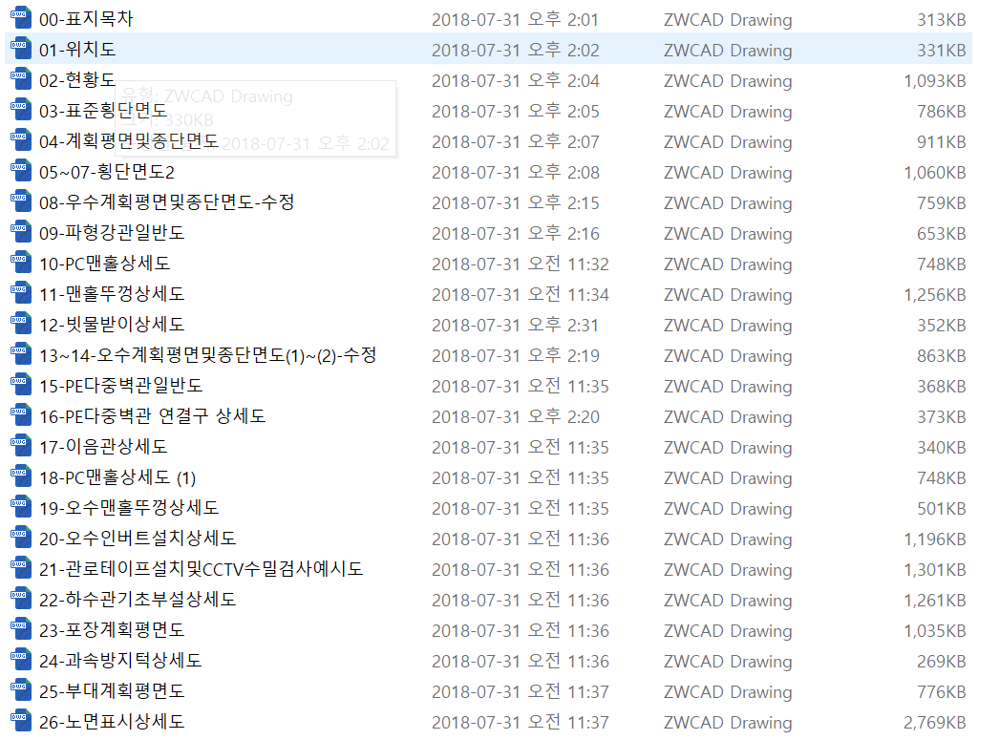 00-표지목차 2018-07-31 오후 2:01 ZWCAD Drawing 313KB
01-위치도 2018-07-31 오후 2:02 ZWCAD Drawing 331KB
02-현황도 2018-07-31 오후 2:04 ZWCAD Drawing 1,093KB
유형: ZWCAD Drawing
03-표준횡단면도 2018-07-31 오후 2:05 ZWCAD Drawing 786KB
크기: 330KB
04-계획평면및종단면도 2018-07-31 오후 2:07 ZWCAD Drawing 911KB
2018-07-31 오후 2:02
05~07-횡단면도2 2018-07-31 오후 2:08 ZWCAD Drawing 1,060KB
08-우수계획평면및종단면도-수정 2018-07-31 오후 2:15 ZWCAD Drawing 759KB
09-파형강관일반도 2018-07-31 오후 2:16 ZWCAD Drawing 653KB
10-PC맨홀상세도 2018-07-31 오전 11:32 ZWCAD Drawing 748KB
11-맨홀뚜껑상세도 2018-07-31 오전 11:34 ZWCAD Drawing 1,256KB
12-빗물받이상세도 2018-07-31 오후 2:31 ZWCAD Drawing 352KB
13~14-오수계획평면및종단면도(1)~(2)-수정 2018-07-31 오후 2:19 ZWCAD Drawing 863KB
15-PE다중벽관일반도 2018-07-31 오전 11:35 ZWCAD Drawing 368KB
16-PE다중벽관 연결구 상세도 2018-07-31 오후 2:20 ZWCAD Drawing 373KB
17-이음관상세도 2018-07-31 오전 11:35 ZWCAD Drawing 340KB
18-PC맨홀상세도 (1) 2018-07-31 오전 11:35 ZWCAD Drawing 748KB
19-오수맨홀뚜껑상세도 2018-07-31 오전 11:35 ZWCAD Drawing 501KB
20-오수인버트설치상세도 2018-07-31 오전 11:36 ZWCAD Drawing 1,196KB
21-관로테이프설치및CCTV수밀검사예시도 2018-07-31 오전 11:36 ZWCAD Drawing 1,301KB
22-하수관기초부설상세도 2018-07-31 오전 11:36 ZWCAD Drawing 1,261KB
23-포장계획평면도 2018-07-31 오전 11:36 ZWCAD Drawing 1,035KB
24-과속방지턱상세도 2018-07-31 오전 11:36 ZWCAD Drawing 269KB
25-부대계획평면도 2018-07-31 오전 11:37 ZWCAD Drawing 776KB
26-노면표시상세도 2018-07-31 오전 11:37 ZWCAD Drawing 2,769KB